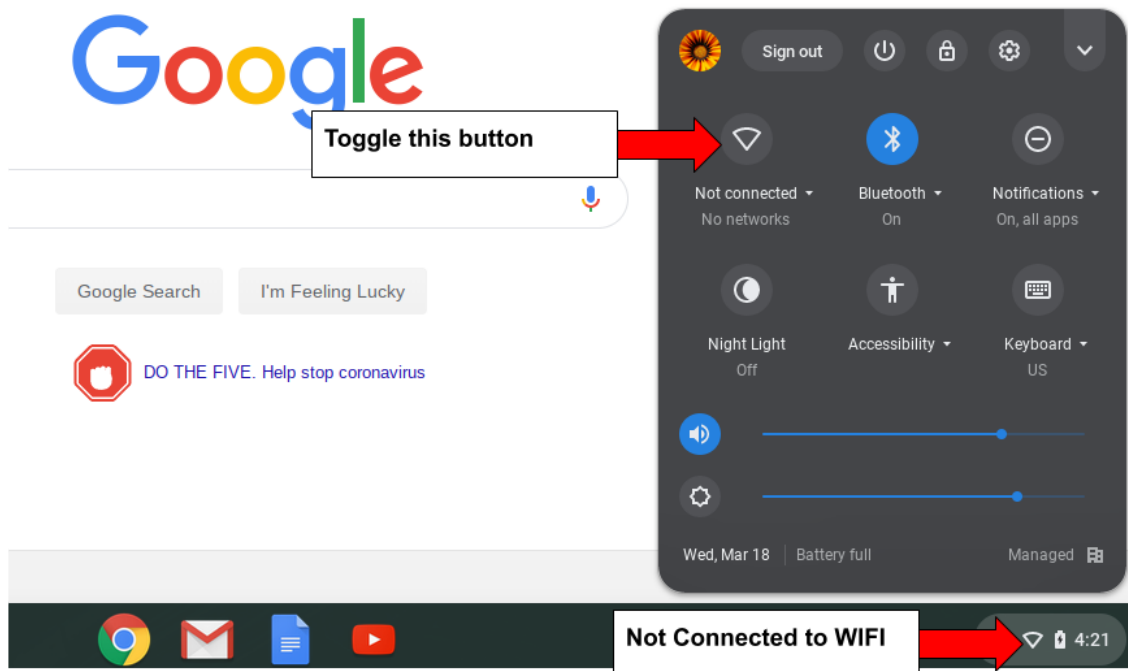 Google
Sign out
Toggle this button
Not connected
No networks
Bluetooth
On
Notifications
On, all apps
Google Search
I'm Feeling Lucky
Night Light
Off
Accessibility
Keyboard
US
DO THE FIVE. Help stop coronavirus
Wed, Mar 18
Battery full
Managed
Not Connected to WIFI
4:21